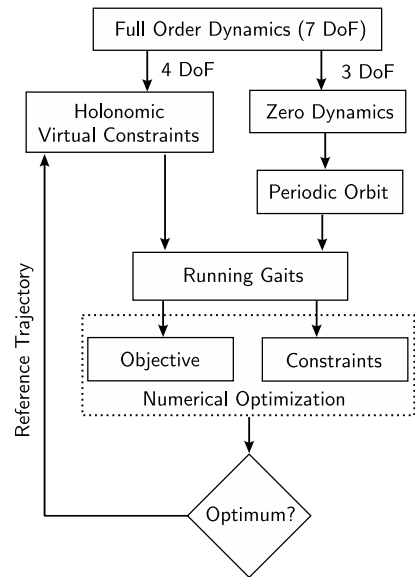 Full Order Dynamics (7 DoF)
4 DoF
3 DoF
Holonomic
Virtual Constraints
Zero Dynamics
Periodic Orbit
Running Gaits
Objective
Constraints
Numerical Optimization
Optimum?
Reference Trajectory